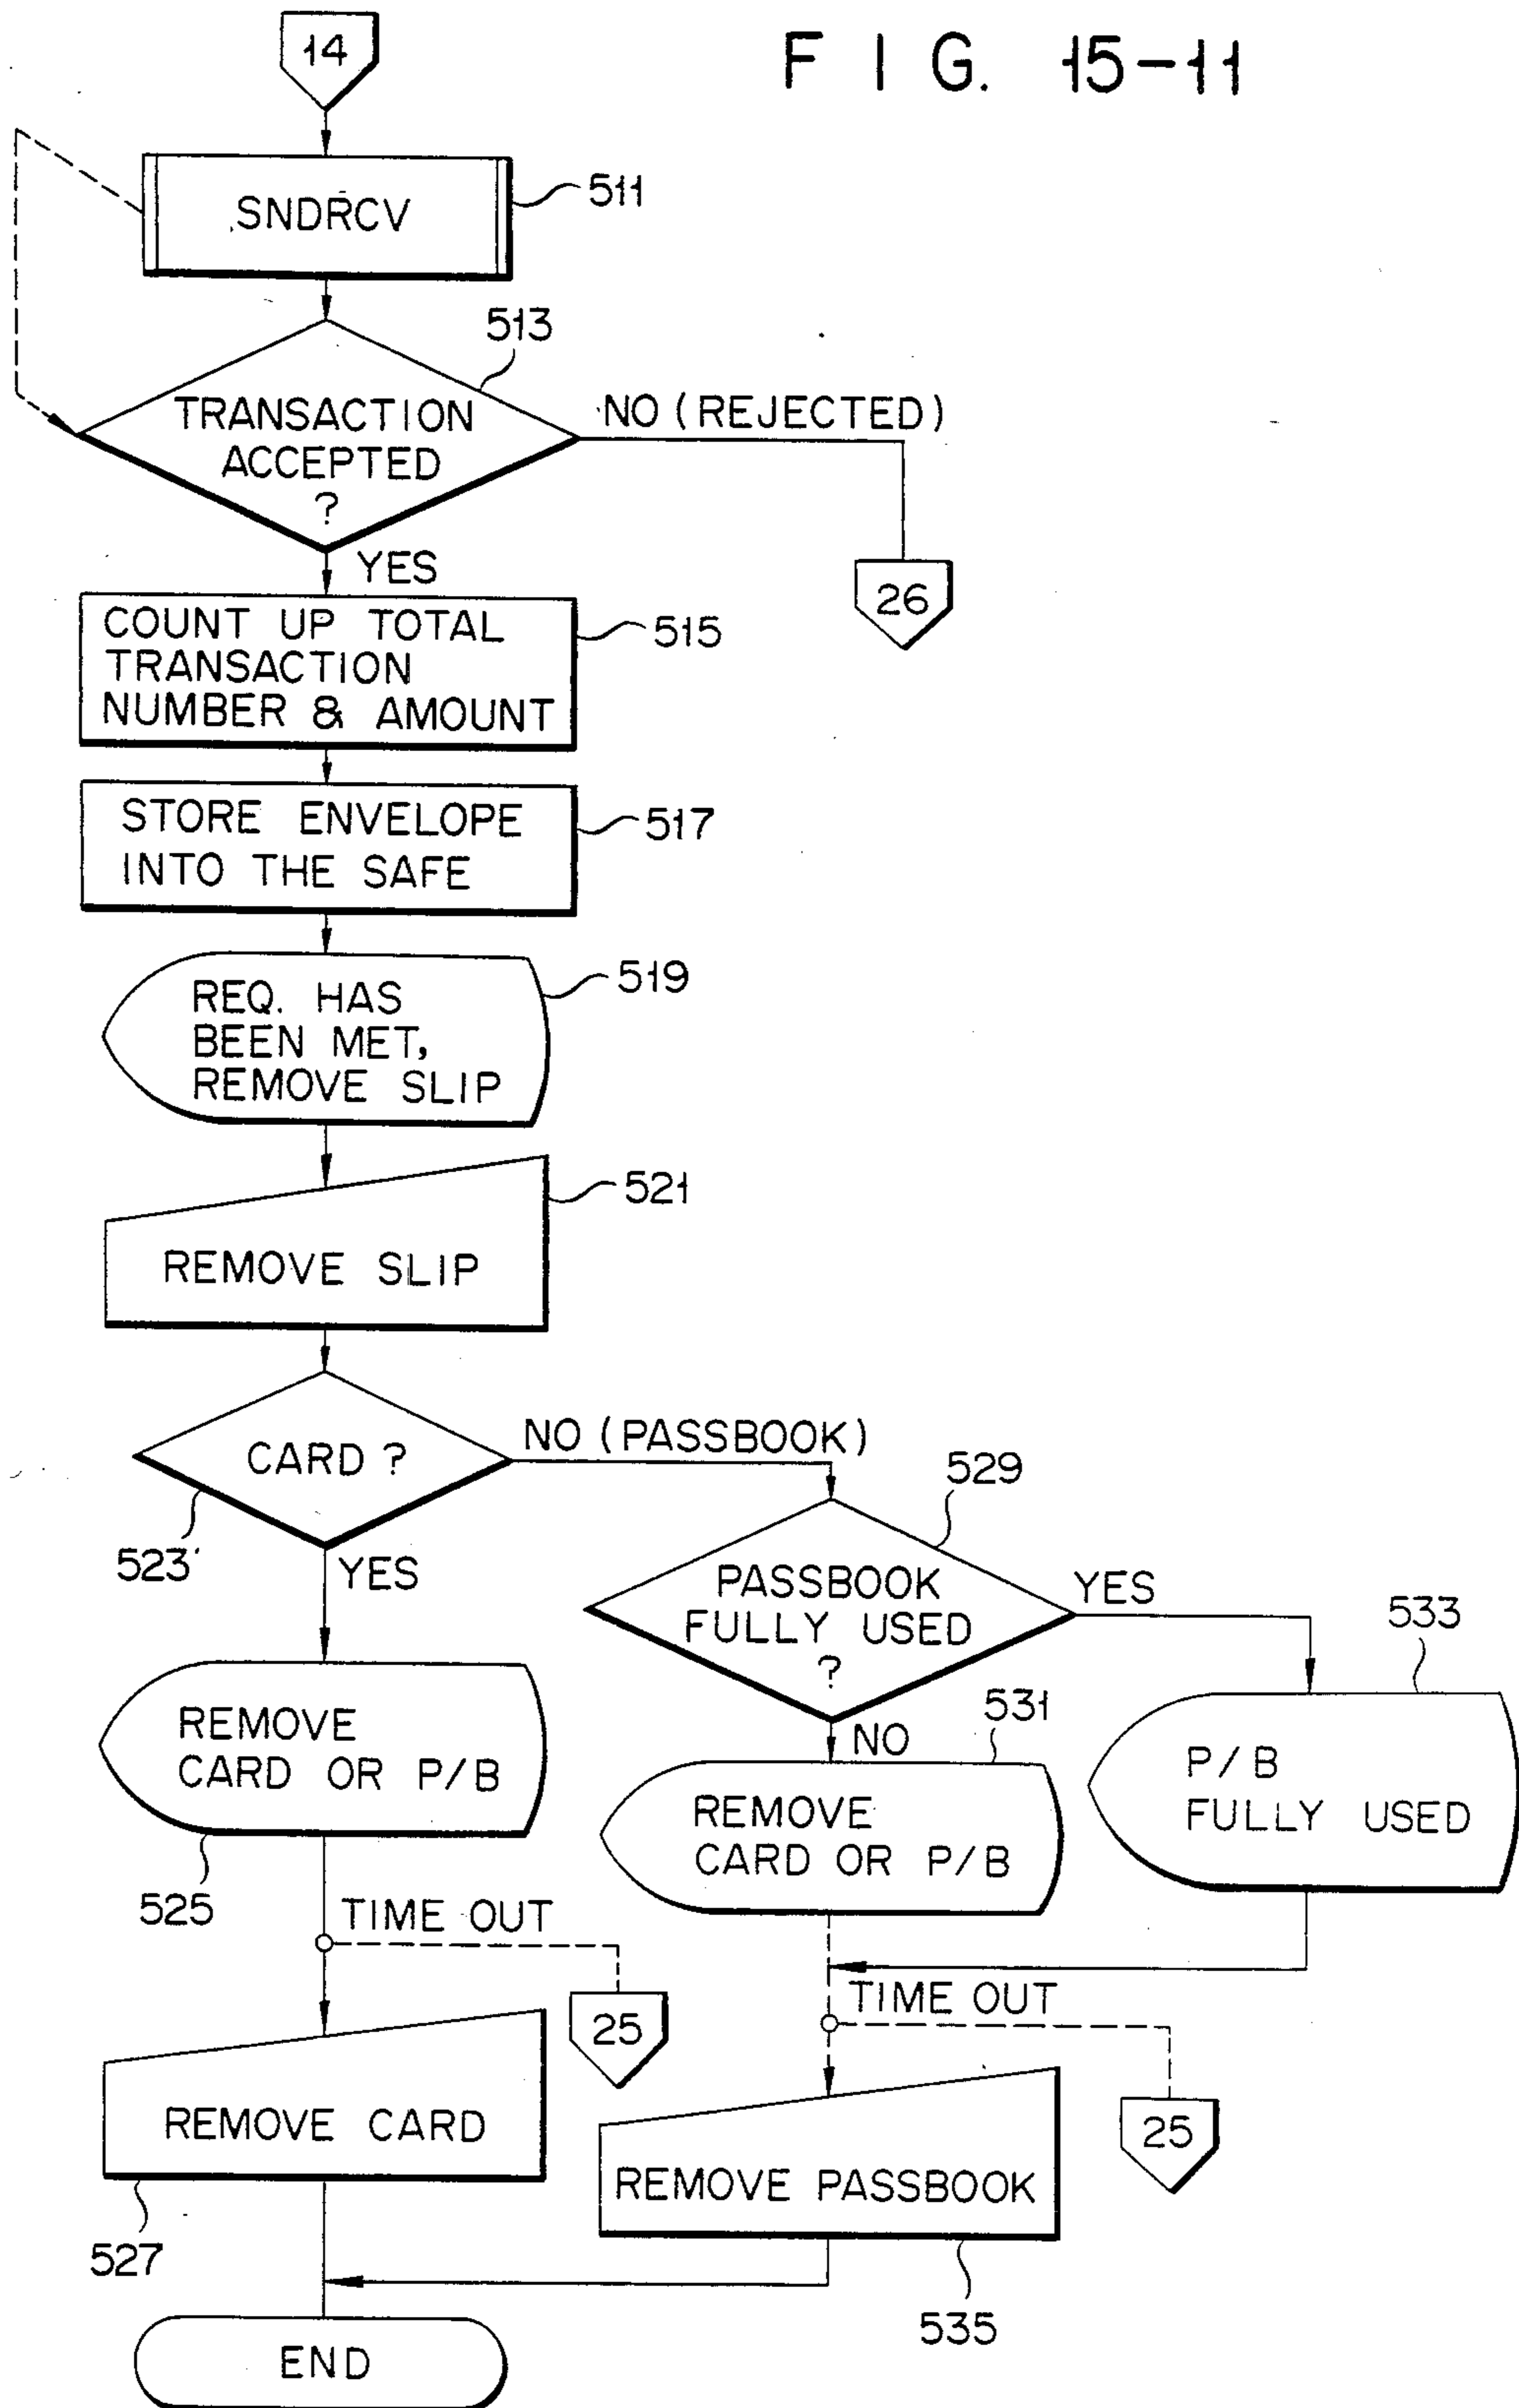 14
F I G. 15-11
SNDRCV
511
513
TRANSACTION
ACCEPTED
?
NO (REJECTED)
YES
26
COUNT UP TOTAL
TRANSACTION
NUMBER & AMOUNT
515
STORE ENVELOPE
INTO THE SAFE
517
REQ. HAS
BEEN MET,
REMOVE SLIP
519
521
REMOVE SLIP
CARD ?
NO (PASSBOOK)
523
YES
529
PASSBOOK
FULLY USED
?
YES
533
NO
531
REMOVE
CARD OR P/B
525
REMOVE
CARD OR P/B
P/B
FULLY USED
TIME OUT
25
TIME OUT
25
REMOVE CARD
527
REMOVE PASSBOOK
535
END